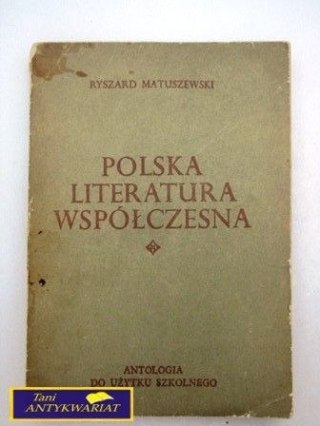 RYSZARD MATUSZEWSKI
POLSKA
LITERATURA
WSPÓŁCZESNA
ANTOLOGIA
DO UŻYTKU SZKOLNEGO
Tani
ANTYKWARIAT